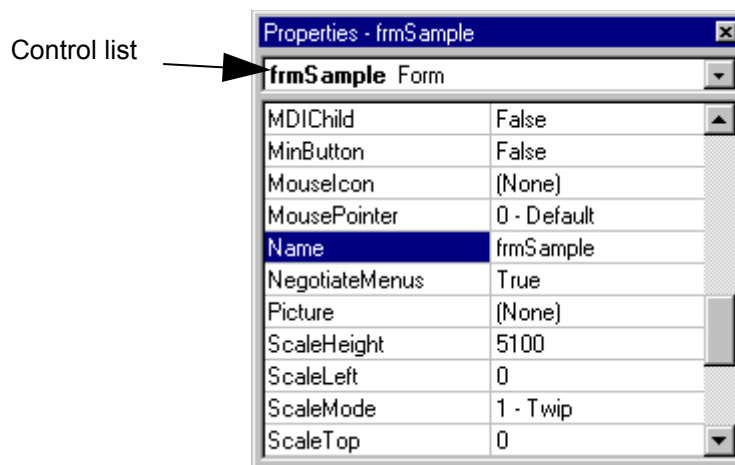 Control list
Properties - frmSample
frmSample Form
MDIChild False
MinButton False
MouseIcon (None)
MousePointer 0 - Default
Name frmSample
NegotiateMenus True
Picture (None)
ScaleHeight 5100
ScaleLeft 0
ScaleMode 1 - Twip
ScaleTop 0